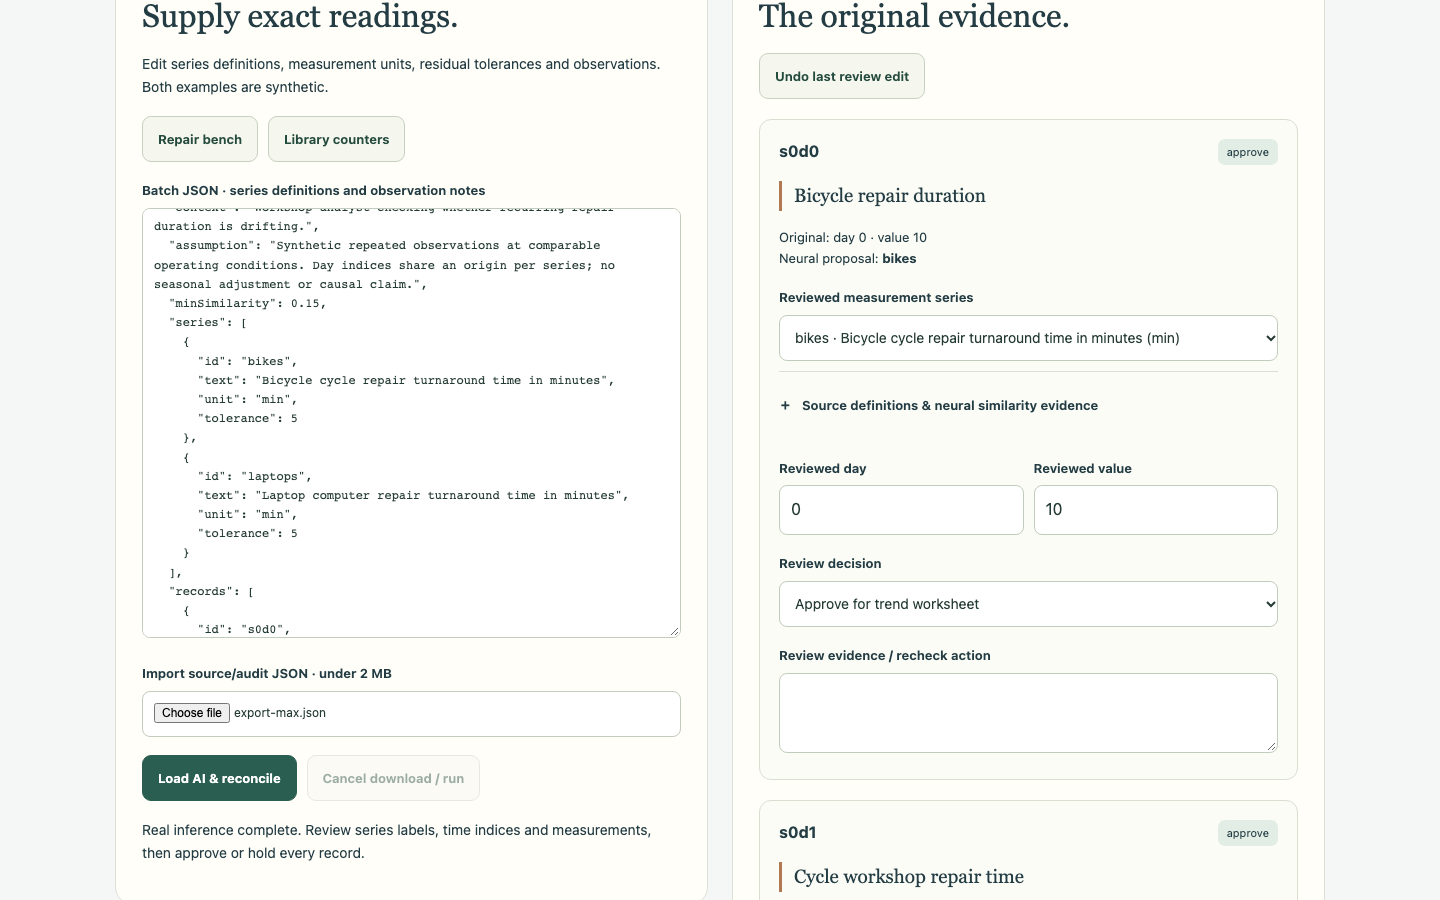 Supply exact readings.
Edit series definitions, measurement units, residual tolerances and observations.
Both examples are synthetic.
Repair bench
Library counters
Batch JSON · series definitions and observation notes
"context": "Workshop analyst checking whether recurring repair
duration is drifting.",
"assumption": "Synthetic repeated observations at comparable
operating conditions. Day indices share an origin per series; no
seasonal adjustment or causal claim.",
"minSimilarity": 0.15,
"series": [
{
"id": "bikes",
"text": "Bicycle cycle repair turnaround time in minutes",
"unit": "min",
"tolerance": 5
},
{
"id": "laptops",
"text": "Laptop computer repair turnaround time in minutes",
"unit": "min",
"tolerance": 5
}
],
"records": [
{
"id": "s0d0",
Import source/audit JSON · under 2 MB
Choose file export-max.json
Load AI & reconcile
Cancel download / run
Real inference complete. Review series labels, time indices and measurements,
then approve or hold every record.
The original evidence.
Undo last review edit
s0d0
approve
Bicycle repair duration
Original: day 0 · value 10
Neural proposal: bikes
Reviewed measurement series
bikes · Bicycle cycle repair turnaround time in minutes (min)
+ Source definitions & neural similarity evidence
Reviewed day
Reviewed value
0
10
Review decision
Approve for trend worksheet
Review evidence / recheck action
s0d1
approve
Cycle workshop repair time